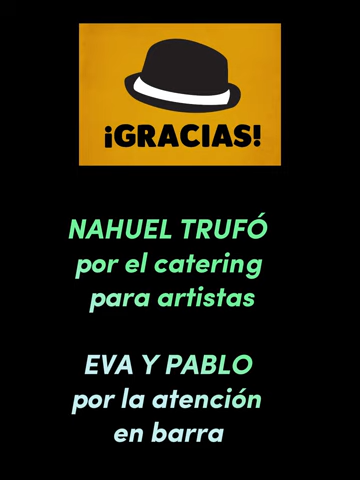 ¡GRACIAS!
NAHUEL TRUFÓ
por el catering
para artistas
EVA Y PABLO
por la atención
en barra